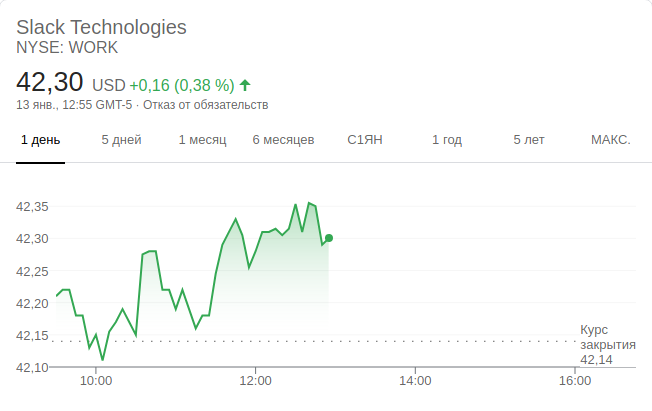 Slack Technologies
NYSE: WORK
42,30 USD +0,16 (0,38 %)
13 янв., 12:55 GMT-5 · Отказ от обязательств
1 день 5 дней 1 месяц 6 месяцев С1ЯН 1 год 5 лет МАКС.
42,35
42,30
42,25
42,20
42,15
42,10
Курс
закрытия
42,14
10:00 12:00 14:00 16:00